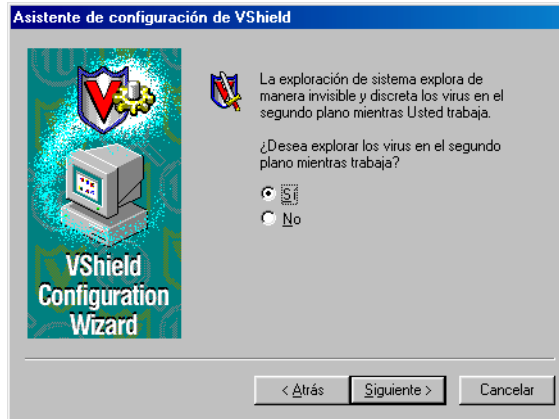 Asistente de configuración de VShield
La exploración de sistema explora de
manera invisible y discreta los virus en el
segundo plano mientras Usted trabaja.
¿Desea explorar los virus en el segundo
plano mientras trabaja?
Sí
No
VShield
Configuration
Wizard
< Atrás
Siguiente >
Cancelar